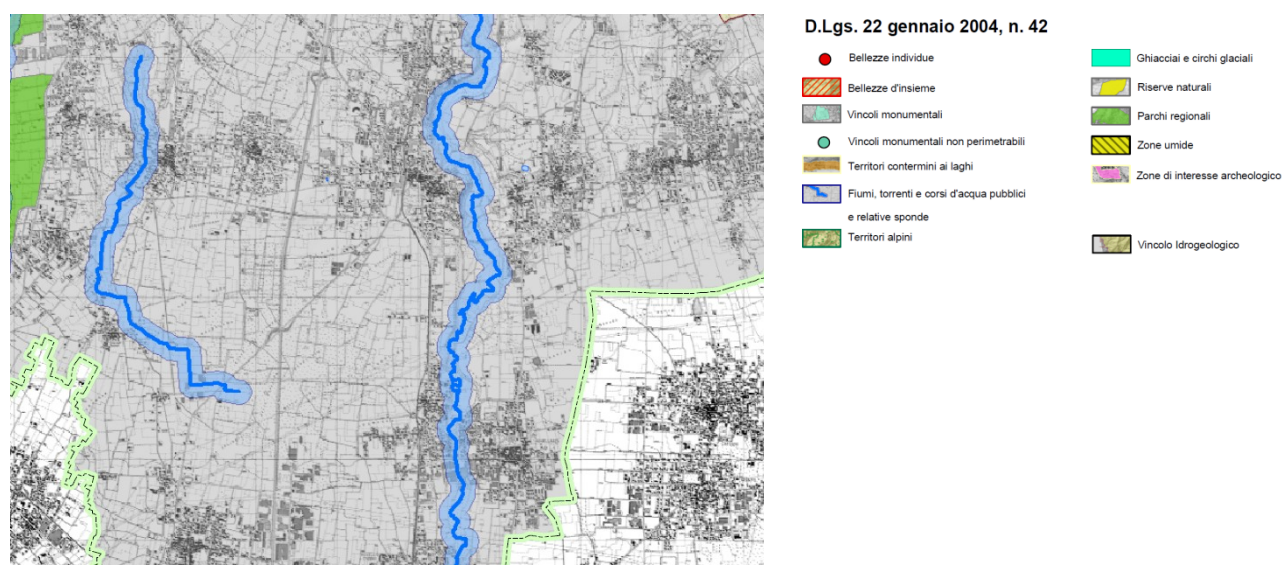 D.Lgs. 22 gennaio 2004, n. 42
Bellezze individue
Bellezze d'insieme
Vincoli monumentali
Vincoli monumentali non perimetrabili
Territori contermini ai laghi
Fiumi, torrenti e corsi d'acqua pubblici
e relative sponde
Territori alpini
Ghiacciai e circhi glaciali
Riserve naturali
Parchi regionali
Zone umide
Zone di interesse archeologico
Vincolo Idrogeologico